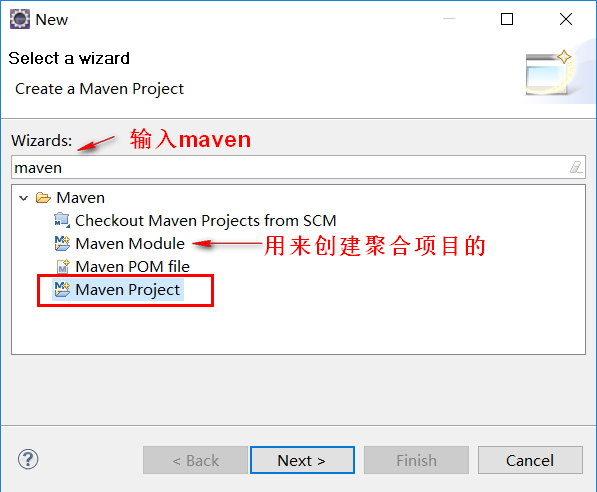 New
Select a wizard
Create a Maven Project
Wizards:
输入maven
maven
Maven
Checkout Maven Projects from SCM
Maven Module
用来创建聚合项目的
Maven POM file
Maven Project
< Back
Next >
Finish
Cancel